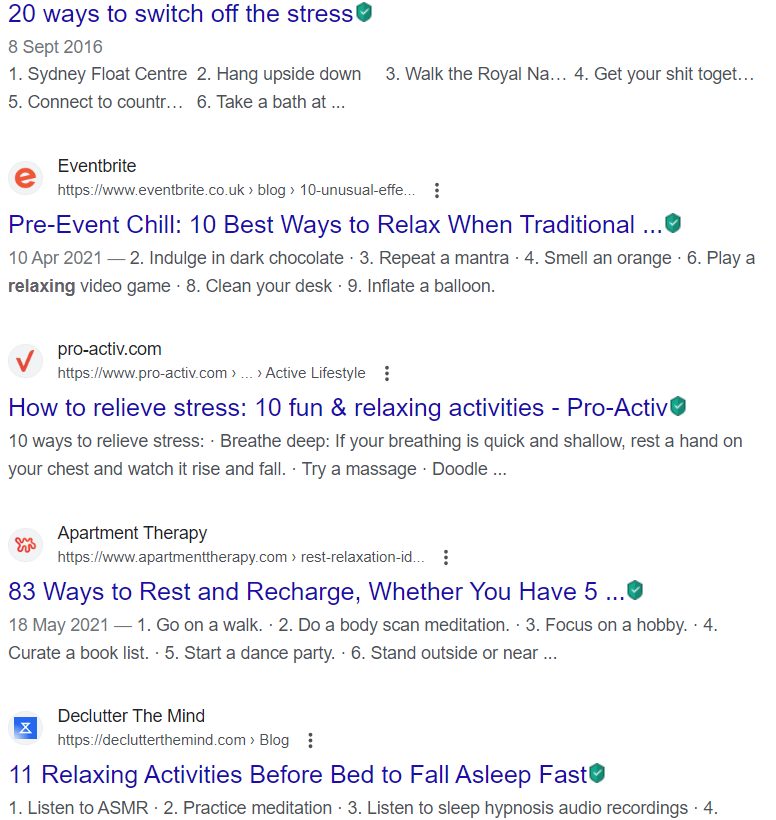 20 ways to switch off the stress
8 Sept 2016
1. Sydney Float Centre 2. Hang upside down 3. Walk the Royal Na... 4. Get your shit toget...
5. Connect to countr... 6. Take a bath at ...
Eventbrite
https://www.eventbrite.co.uk › blog › 10-unusual-effe...
Pre-Event Chill: 10 Best Ways to Relax When Traditional ...
10 Apr 2021 — 2. Indulge in dark chocolate · 3. Repeat a mantra · 4. Smell an orange · 6. Play a
relaxing video game · 8. Clean your desk · 9. Inflate a balloon.
pro-activ.com
https://www.pro-activ.com › ... › Active Lifestyle
How to relieve stress: 10 fun & relaxing activities - Pro-Activ
10 ways to relieve stress: · Breathe deep: If your breathing is quick and shallow, rest a hand on
your chest and watch it rise and fall. · Try a massage · Doodle ...
Apartment Therapy
https://www.apartmenttherapy.com › rest-relaxation-id...
83 Ways to Rest and Recharge, Whether You Have 5 ...
18 May 2021 — 1. Go on a walk. · 2. Do a body scan meditation. · 3. Focus on a hobby. · 4.
Curate a book list. · 5. Start a dance party. · 6. Stand outside or near ...
Declutter The Mind
https://declutterthemind.com › Blog
11 Relaxing Activities Before Bed to Fall Asleep Fast
1. Listen to ASMR · 2. Practice meditation · 3. Listen to sleep hypnosis audio recordings · 4.